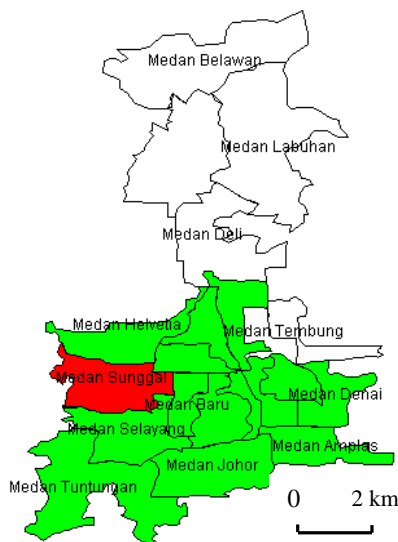 Medan Belawan
Medan Labuhan
Medan Deli
Medan Helvetia
Medan Tembung
Medan Sunggal
Medan Denai
Medan Baru
Medan Selayang
Medan Amplas
Medan Johor
Medan Tuntungan
0 2 km